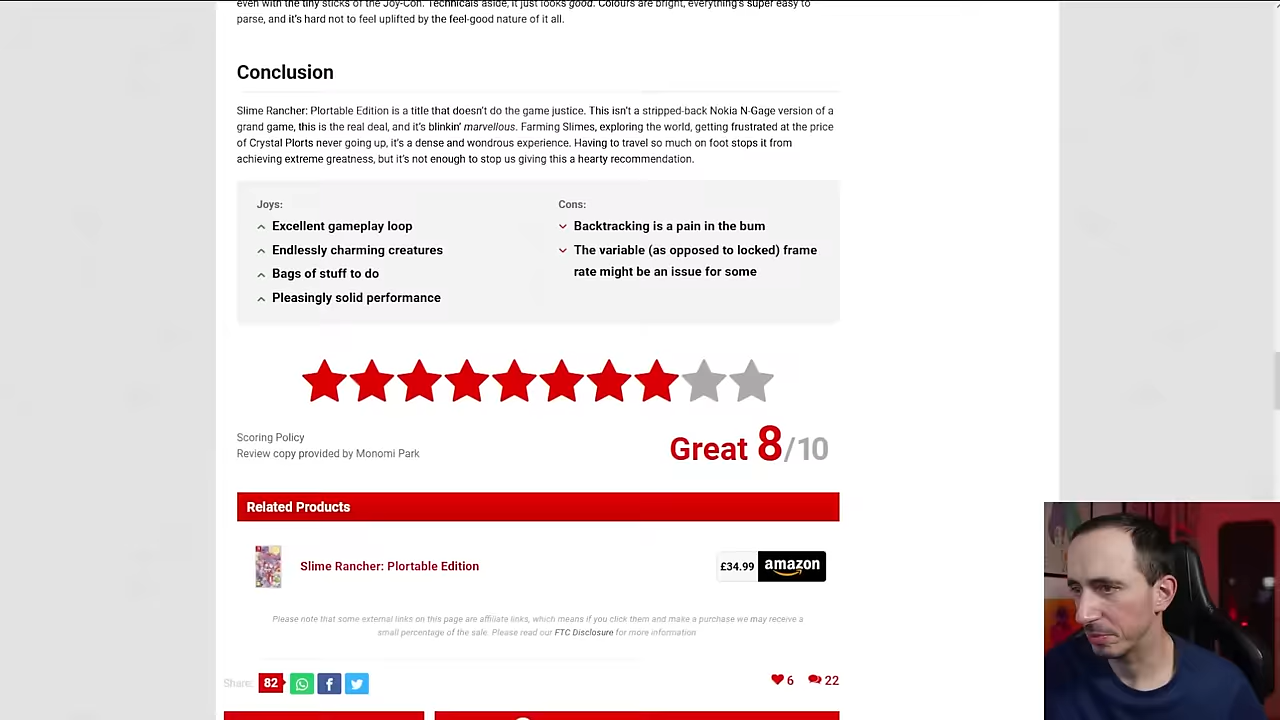 even with the tiny sticks of the Joy-Con. Technicals aside, it just looks good. Colours are bright, everything's super easy to
parse, and it's hard not to feel uplifted by the feel-good nature of it all.
Conclusion
Slime Rancher: Plortable Edition is a title that doesn't do the game justice. This isn't a stripped-back Nokia N-Gage version of a
grand game, this is the real deal, and it's blinkin' marvellous. Farming Slimes, exploring the world, getting frustrated at the price
of Crystal Plorts never going up, it's a dense and wondrous experience. Having to travel so much on foot stops it from
achieving extreme greatness, but it's not enough to stop us giving this a hearty recommendation.
Joys:
Excellent gameplay loop
Endlessly charming creatures
Bags of stuff to do
Pleasingly solid performance
Cons:
Backtracking is a pain in the bum
The variable (as opposed to locked) frame
rate might be an issue for some
Scoring Policy
Review copy provided by Monomi Park
Great 8/10
Related Products
Slime Rancher: Plortable Edition
£34.99 amazon
Please note that some external links on this page are affiliate links, which means if you click them and make a purchase we may receive a
small percentage of the sale. Please read our FTC Disclosure for more information
Share: 82
6 22